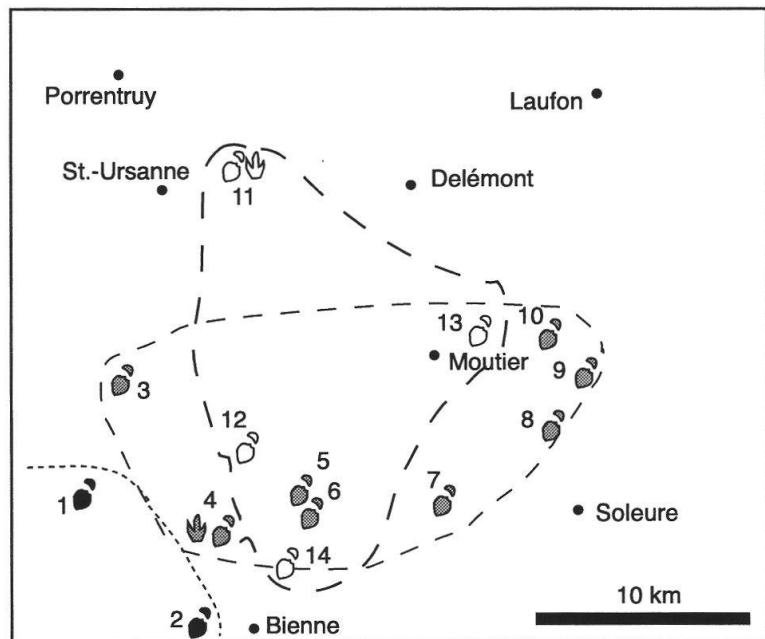 Porrentruy
Laufon
St.-Ursanne
Delémont
11
13
10
Moutier
9
3
8
12
5
6
7
4
1
Soleure
14
10 km
2
Bienne